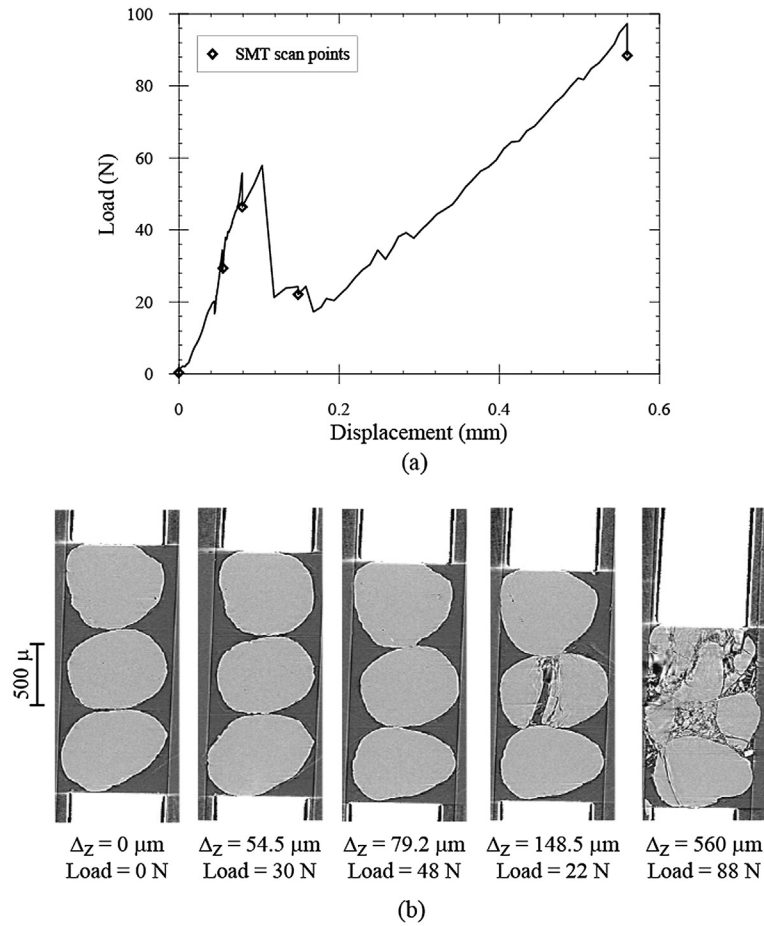 100
80
60
40
20
0
Load (N)
SMT scan points
0
0.2
0.4
0.6
Displacement (mm)
(a)
500 μ
Δz = 0 μm
Load = 0 N
Δz = 54.5 μm
Load = 30 N
Δz = 79.2 μm
Load = 48 N
Δz = 148.5 μm
Load = 22 N
Δz = 560 μm
Load = 88 N
(b)